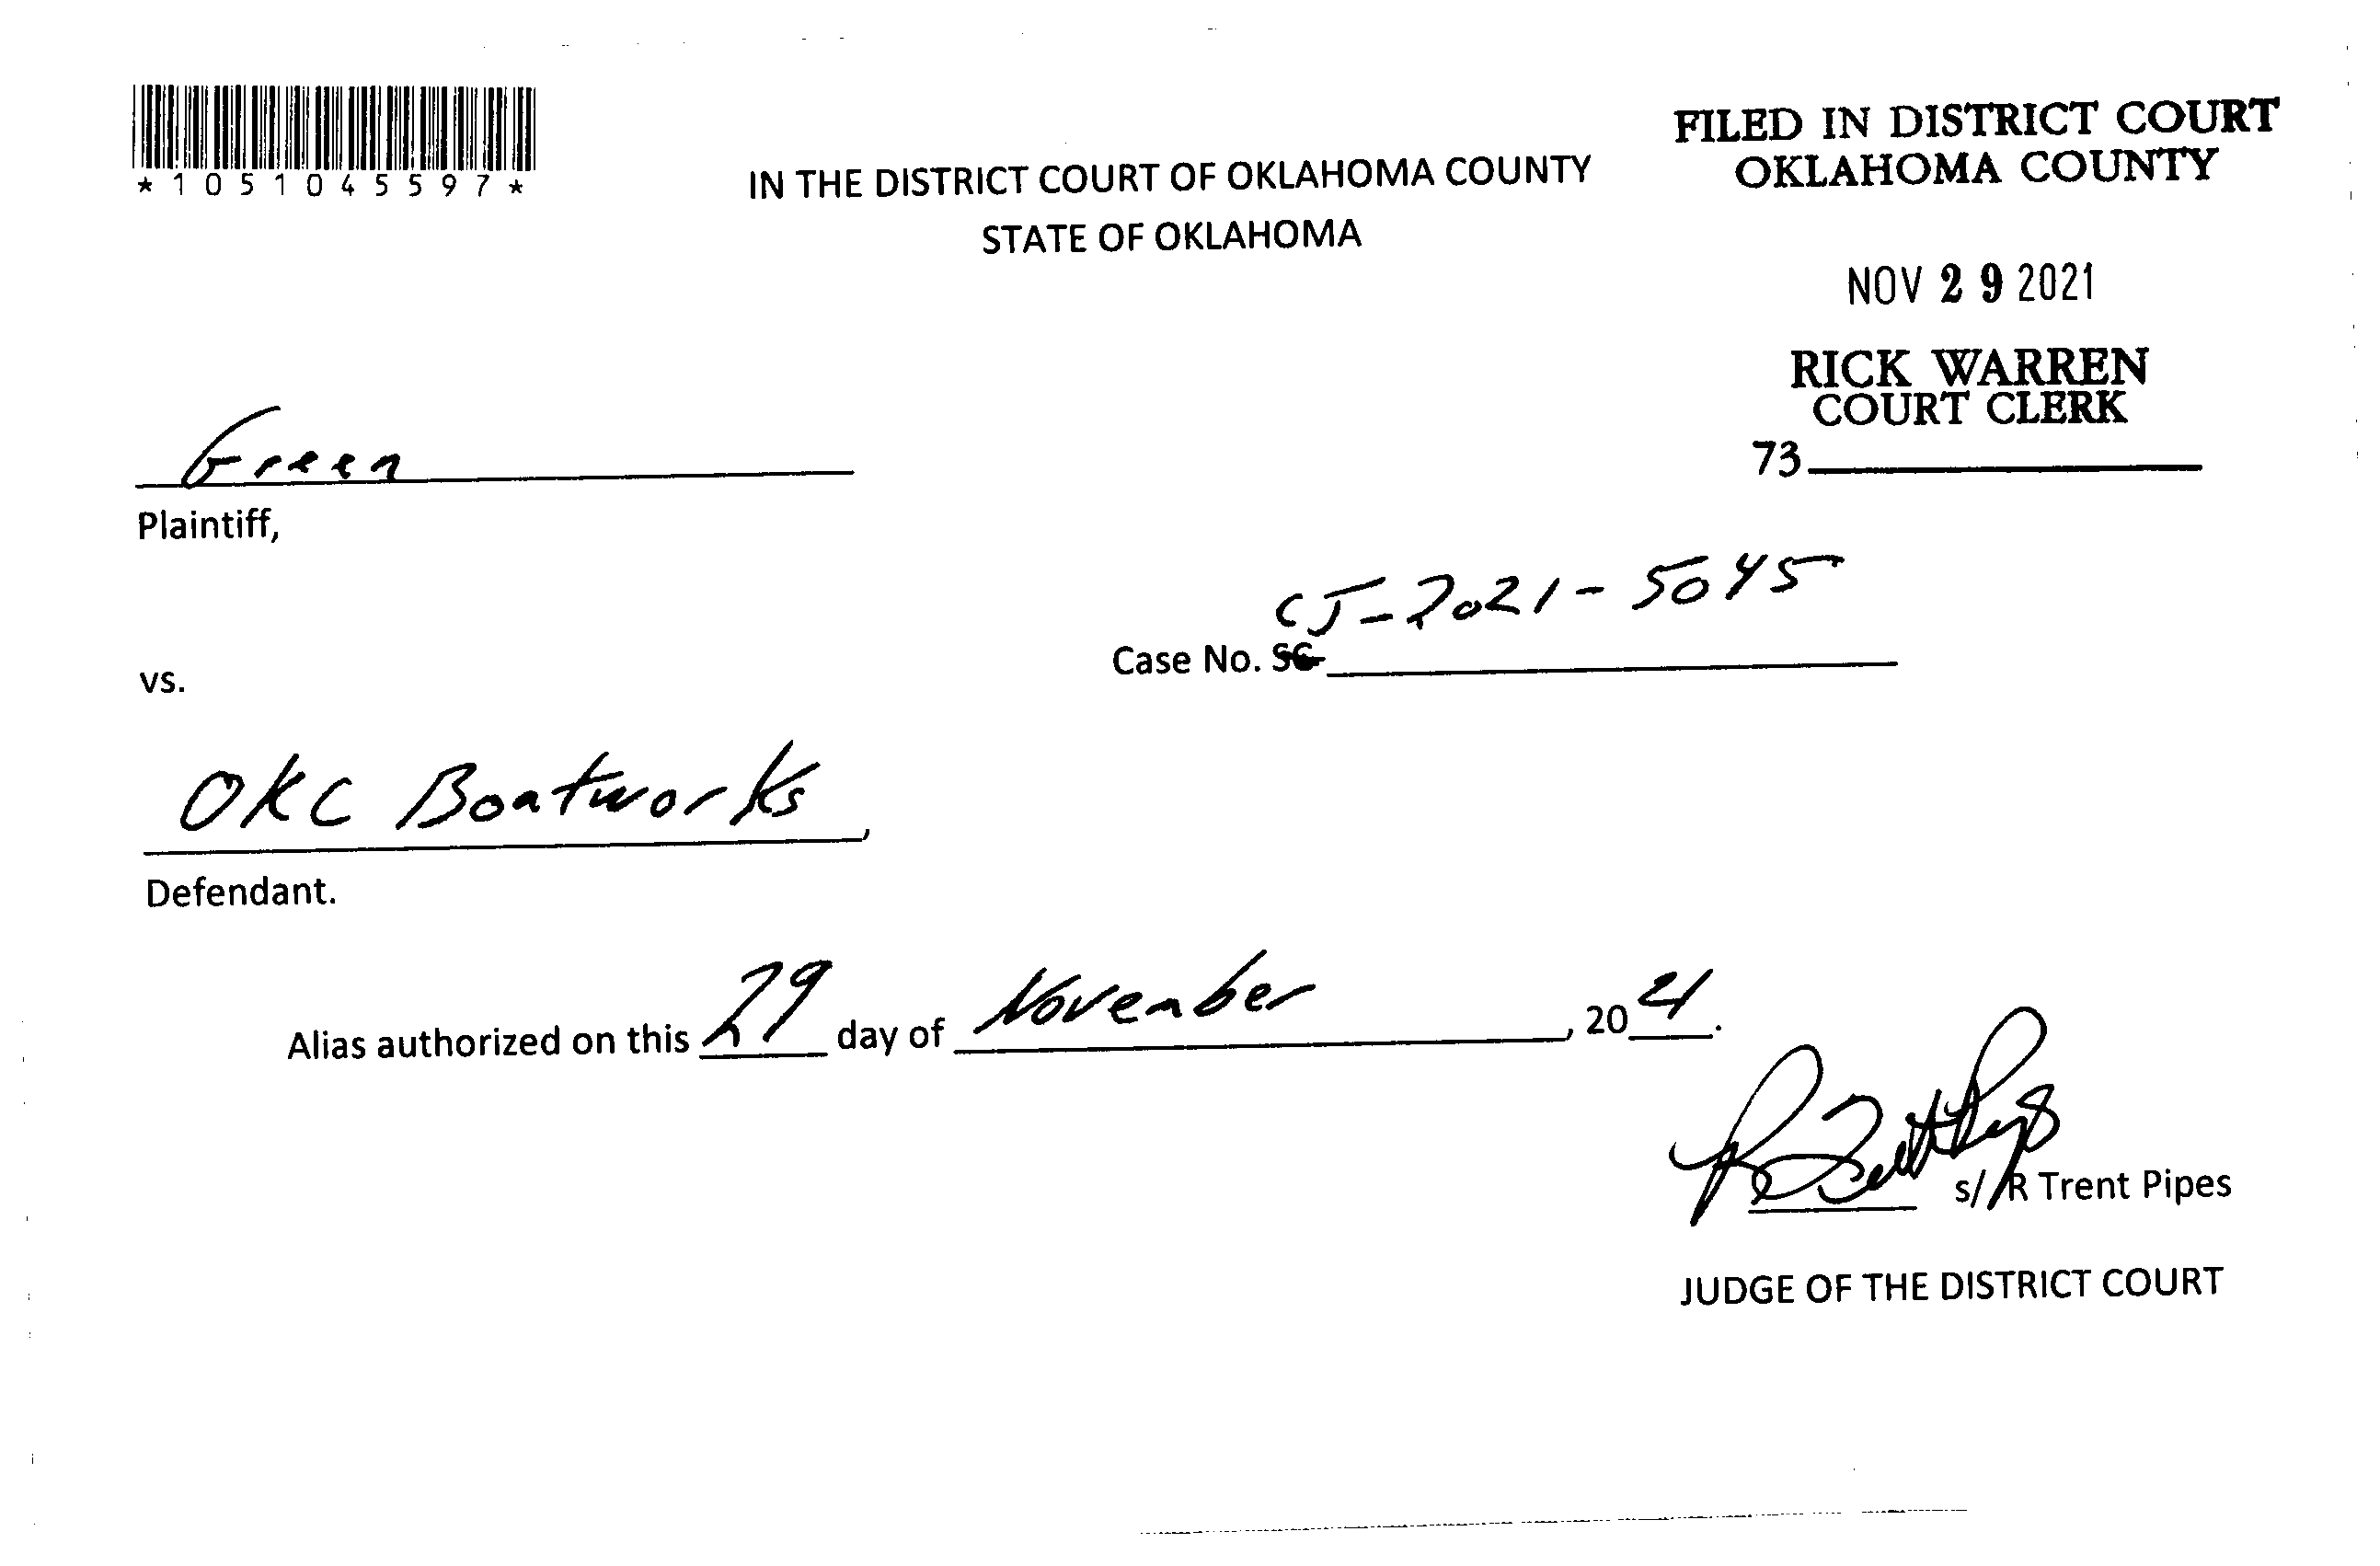 FILED IN DISTRICT COURT
OKLAHOMA COUNTY
*1051045597*
IN THE DISTRICT COURT OF OKLAHOMA COUNTY
STATE OF OKLAHOMA
NOV 29 2021
RICK WARREN
COURT CLERK
73
Green
Plaintiff,
CJ-2021-5045
Case No. SC-
vs.
OKC Boatworks,
Defendant.
Alias authorized on this 29 day of November, 2021.
s/ R Trent Pipes
JUDGE OF THE DISTRICT COURT